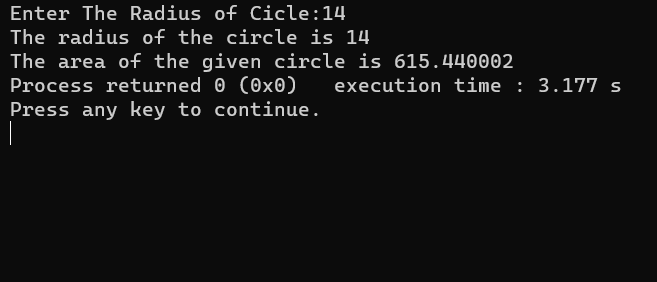 Enter The Radius of Cicle:14
The radius of the circle is 14
The area of the given circle is 615.440002
Process returned 0 (0x0)   execution time : 3.177 s
Press any key to continue.